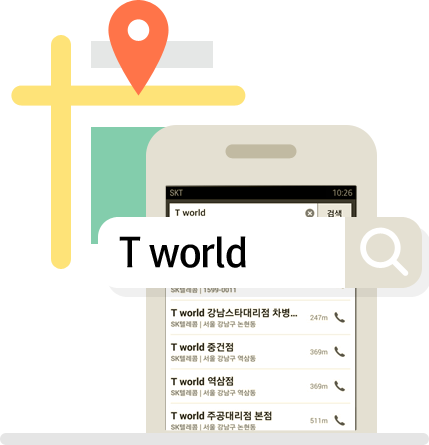 SKT 10:26
T world 검색
T world
SK텔레콤 | 1599-0011
T world 강남스타대리점 차병... 247m
SK텔레콤 | 서울 강남구 논현동
T world 중건점 369m
SK텔레콤 | 서울 강남구 역삼동
T world 역삼점 369m
SK텔레콤 | 서울 강남구 역삼동
T world 주공대리점 본점 511m
SK텔레콤 | 서울 강남구 논현동